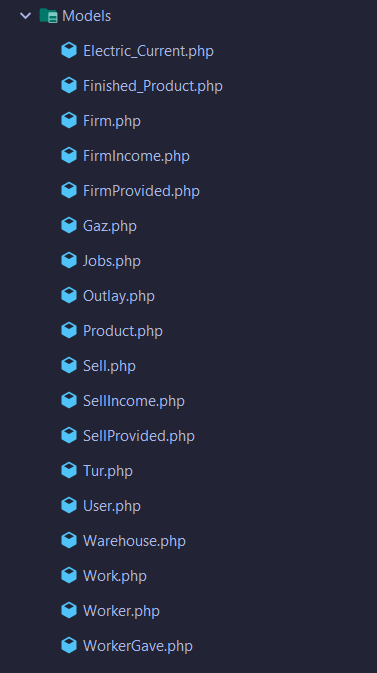 Models
Electric_Current.php
Finished_Product.php
Firm.php
FirmIncome.php
FirmProvided.php
Gaz.php
Jobs.php
Outlay.php
Product.php
Sell.php
SellIncome.php
SellProvided.php
Tur.php
User.php
Warehouse.php
Work.php
Worker.php
WorkerGave.php